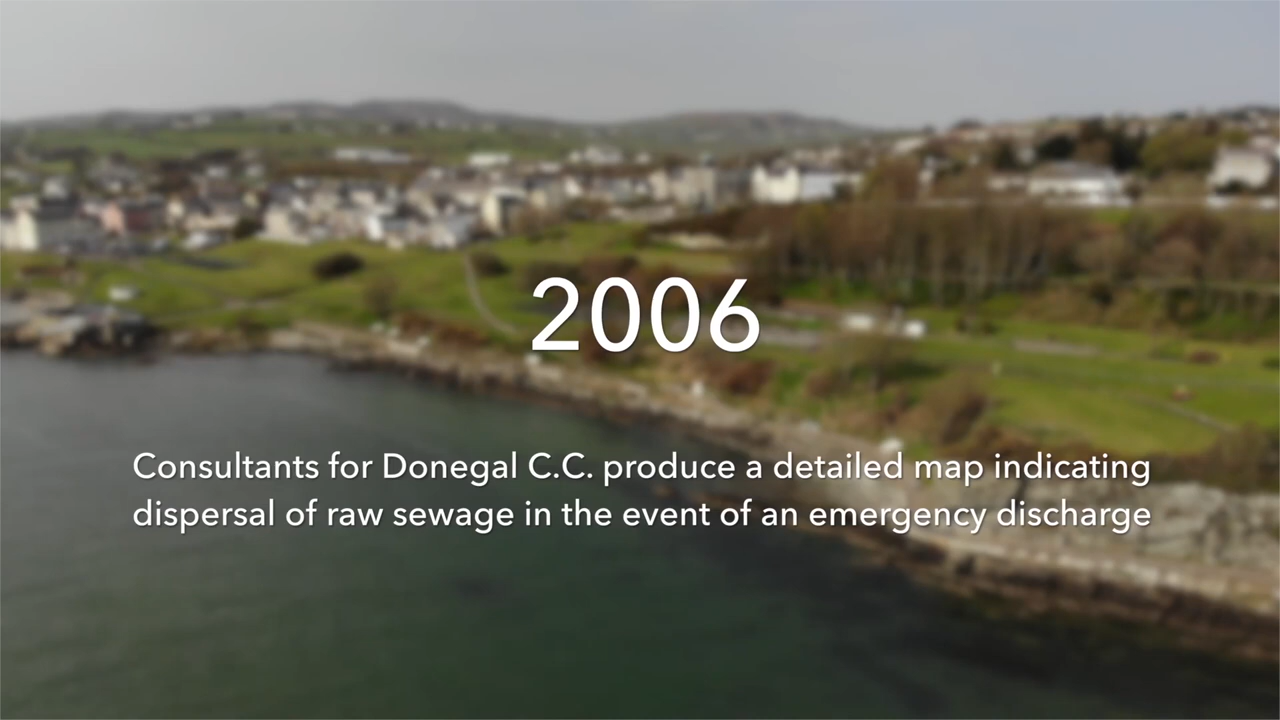 2006
Consultants for Donegal C.C. produce a detailed map indicating
dispersal of raw sewage in the event of an emergency discharge